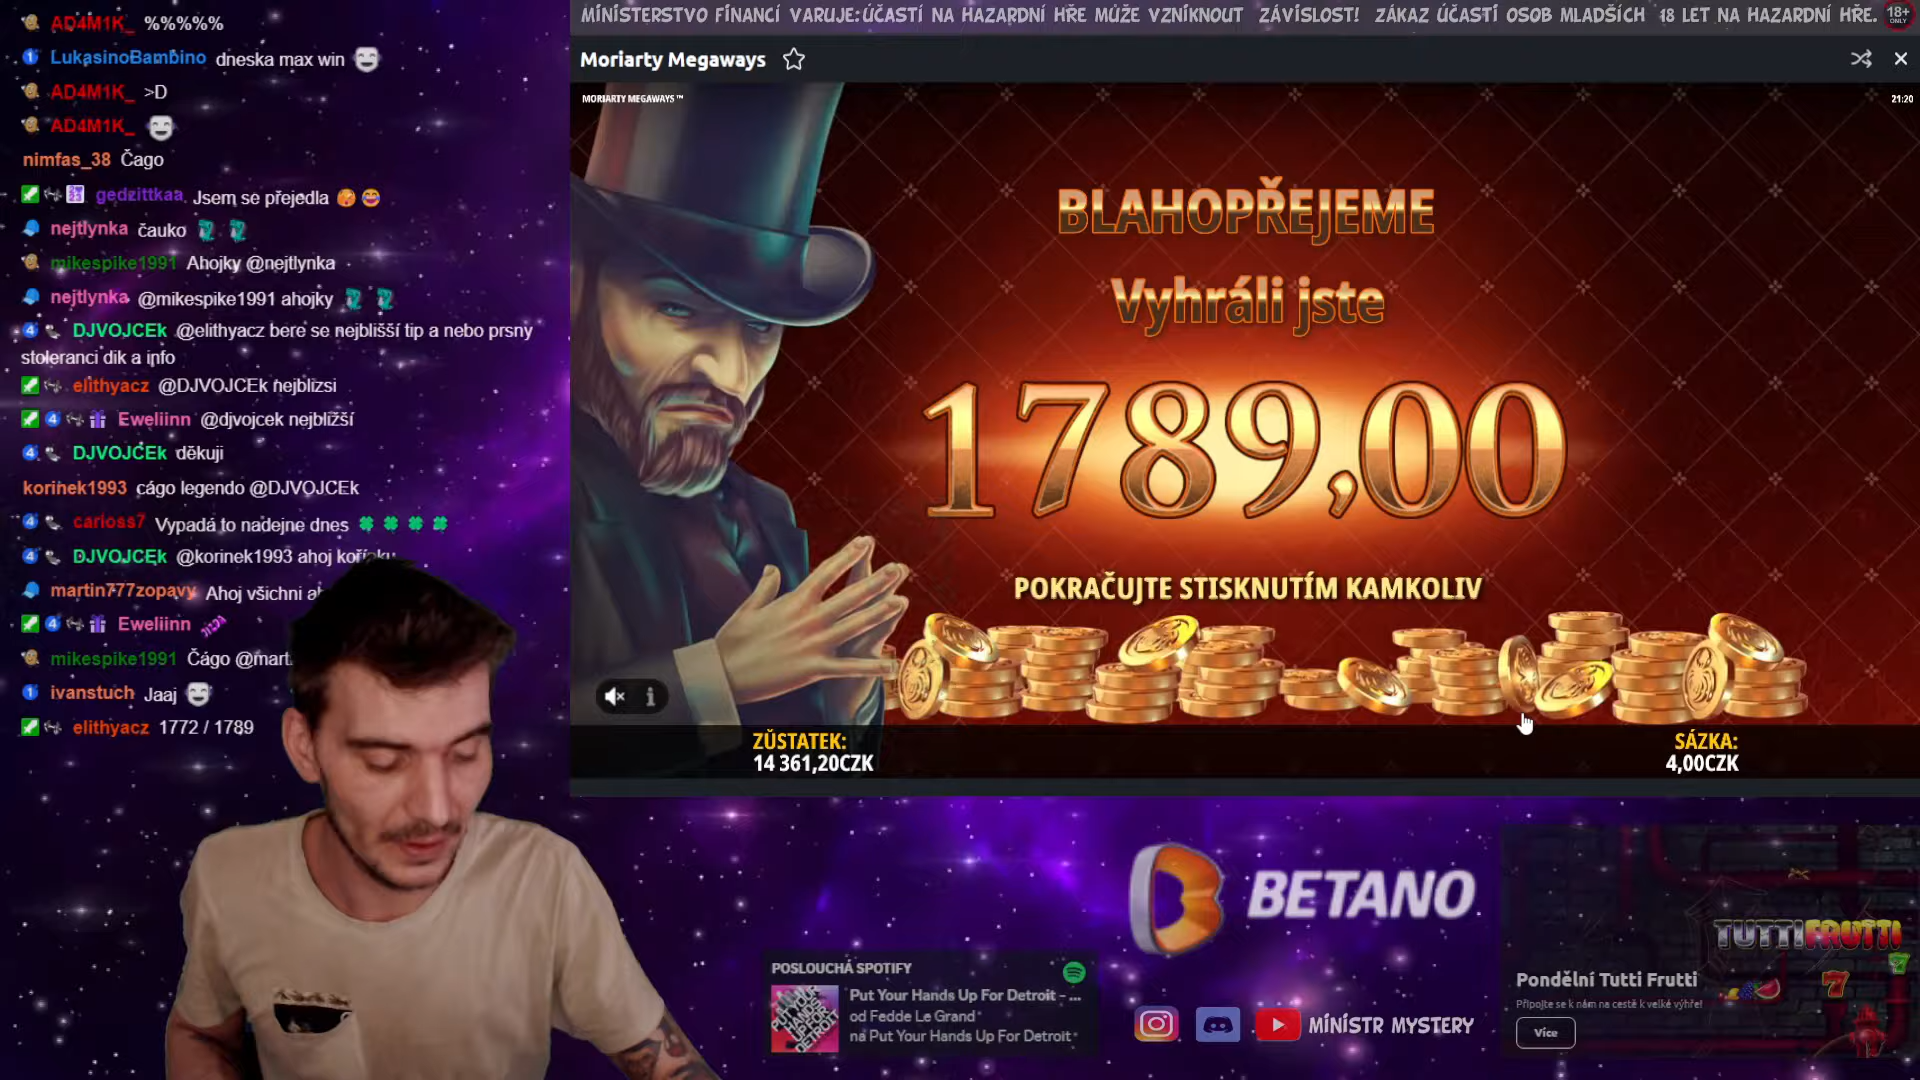 AD4M1K_ %%%%%
LukasinoBambino dneska max win
AD4M1K_ >D
AD4M1K_
nimfas_38 Čago
gedzittkaa Jsem se přejedla
nejtlynka čauko
mikespike1991 Ahojky @nejtlynka
nejtlynka @mikespike1991 ahojky
DJVOJCEk @elithyacz bere se nejblišší tip a nebo prsny
stoleranci dik a info
elithyacz @DJVOJCEk nejblizsi
Eweliinn @djvojcek nejbližší
DJVOJCEk děkuji
korinek1993 cágo legendo @DJVOJCEk
carioss7 Vypadá to nadejne dnes
DJVOJCEk @korinek1993 ahoj
martin777zopavy Ahoj všichni
Eweliinn
mikespike1991 Čágo @mart
ivanstuch Jaaj
elithyacz 1772 / 1789
MINISTERSTVO FINANCÍ VARUJE: ÚČASTÍ NA HAZARDNÍ HŘE MŮŽE VZNIKNOUT ZÁVISLOST! ZÁKAZ ÚČASTI OSOB MLADŠÍCH 18 LET NA HAZARDNÍ HŘE.
18+
ONLY
Moriarty Megaways
MORIARTY MEGAWAYS™
21:20
BLAHOPŘEJEME
Vyhráli jste
1789,00
POKRAČUJTE STISKNUTÍM KAMKOLIV
ZŮSTATEK:
14 361,20CZK
SÁZKA:
4,00CZK
BETANO
POSLOUCHÁ SPOTIFY
Put Your Hands Up For Detroit - ...
od Fedde Le Grand
na Put Your Hands Up For Detroit
MINISTR MYSTERY
TUTTI FRUTTI
Pondělní Tutti Frutti
Připojte se k nám na cestě k velké výhře!
Více